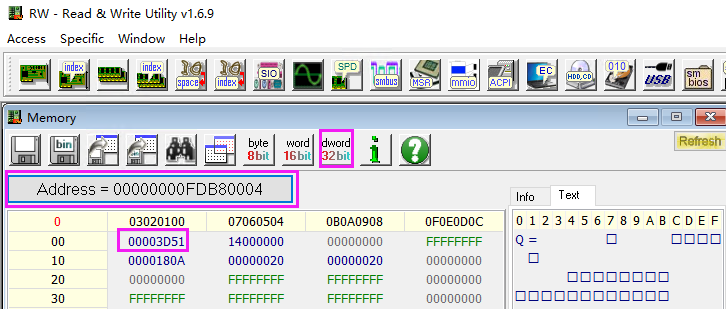 RW - Read & Write Utility v1.6.9
Access Specific Window Help
index index space index SIO SPD smbus MSR mmio ACPI EC HDD,CD 010 USB sm bios
Memory
bin byte 8bit word 16bit dword 32bit i ?
Refresh
Address = 00000000FDB80004
Info Text
0 03020100 07060504 0B0A0908 0F0E0D0C 0 1 2 3 4 5 6 7 8 9 A B C D E F
00 00003D51 14000000 00000000 FFFFFFFF Q = □ □ □ □ □
10 0000180A 00000020 00000020 00000000 □
20 00000000 FFFFFFFF FFFFFFFF 00000000 □ □ □ □ □ □ □ □
30 FFFFFFFF FFFFFFFF FFFFFFFF 00000000 □ □ □ □ □ □ □ □ □ □ □ □